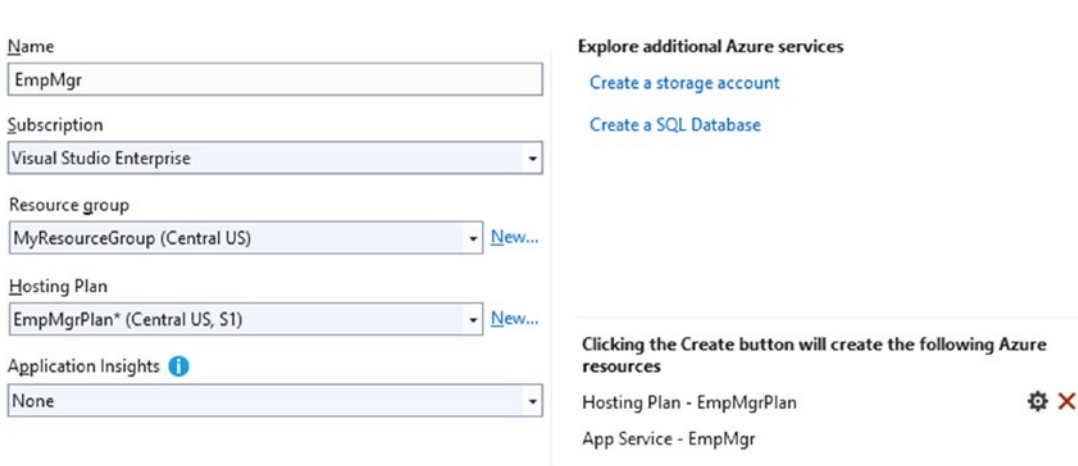 Name
EmpMgr
Subscription
Visual Studio Enterprise
Resource group
MyResourceGroup (Central US)
New...
Hosting Plan
EmpMgrPlan* (Central US, S1)
New...
Application Insights
None
Explore additional Azure services
Create a storage account
Create a SQL Database
Clicking the Create button will create the following Azure
resources
Hosting Plan - EmpMgrPlan
App Service - EmpMgr